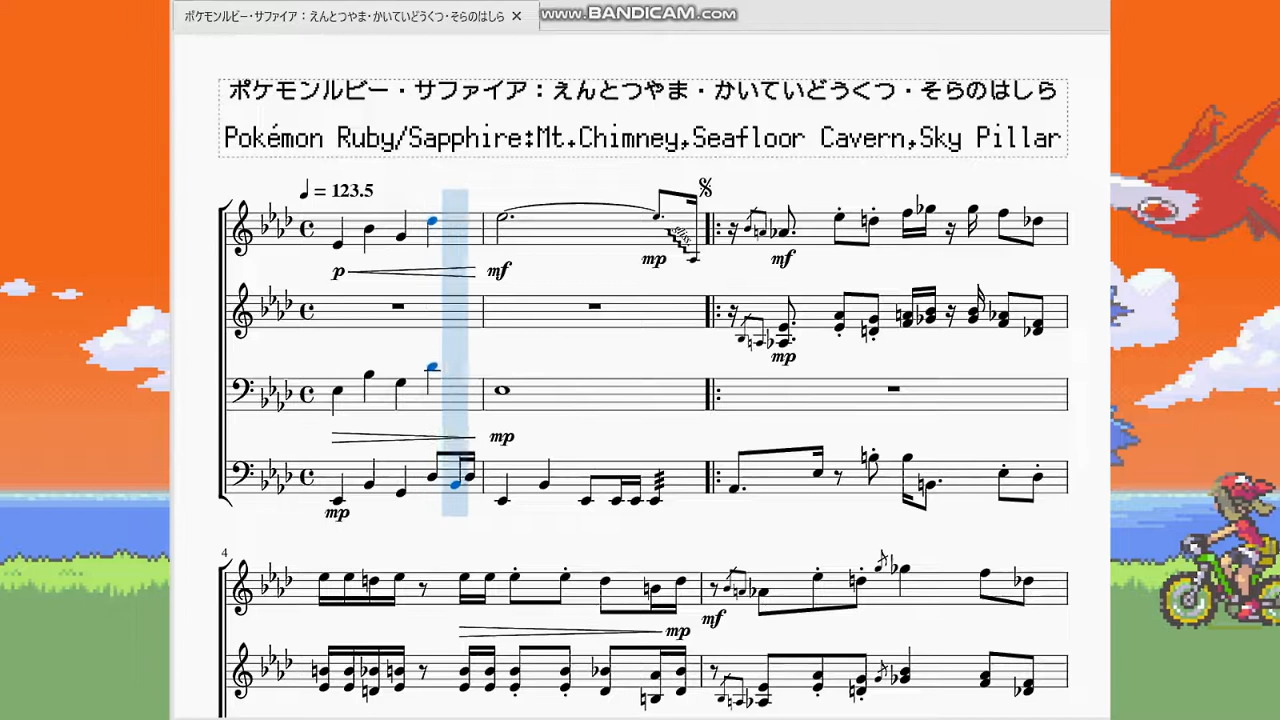 ポケモンルビー・サファイア：えんとつやま・かいていどうくつ・そらのはしら
www.BANDICAM.com
ポケモンルビー・サファイア：えんとつやま・かいていどうくつ・そらのはしら
Pokémon Ruby/Sapphire:Mt.Chimney,Seafloor Cavern,Sky Pillar
= 123.5
p mf mp mf
mp
mp
mp
4
mf
mp